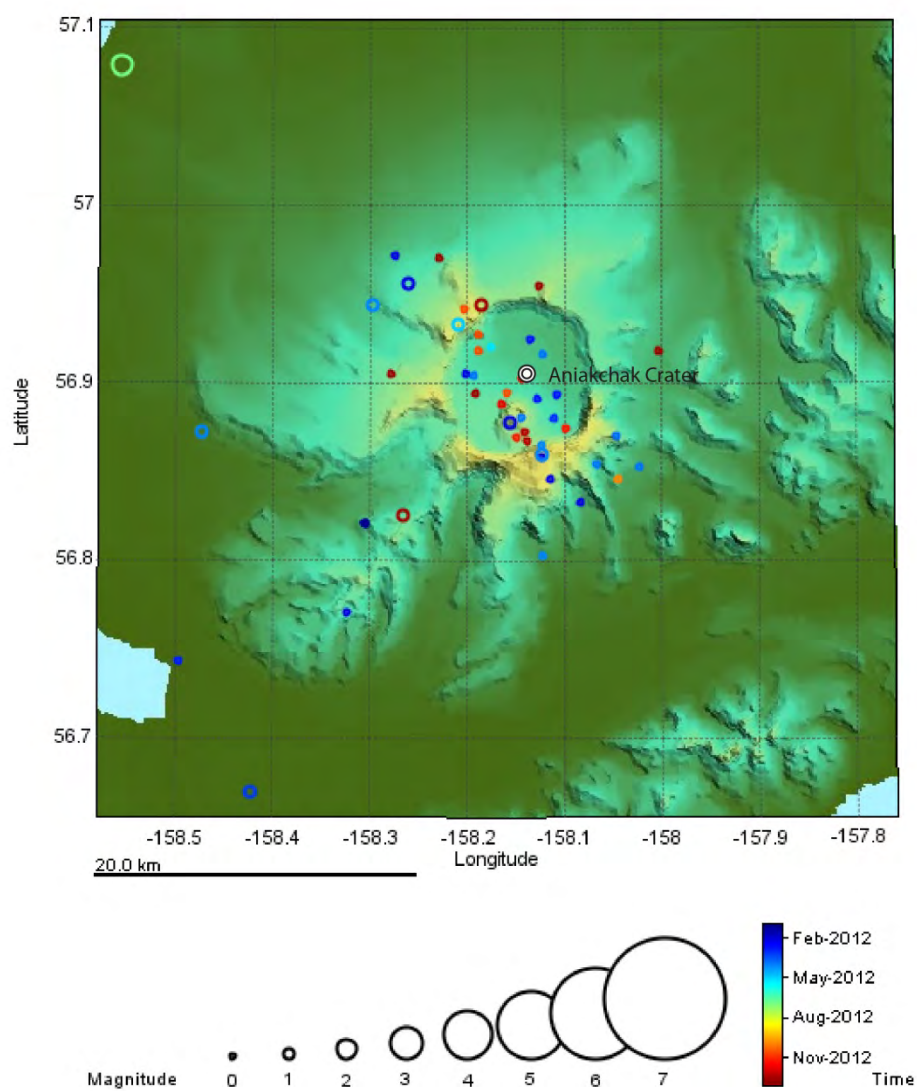 57.1
57
56.9
56.8
56.7
Latitude
Aniakchak Crater
-158.5 -158.4 -158.3 -158.2 -158.1 -158 -157.9 -157.8
Longitude
20.0 km
Feb-2012
May-2012
Aug-2012
Nov-2012
Magnitude 0 1 2 3 4 5 6 7 Time